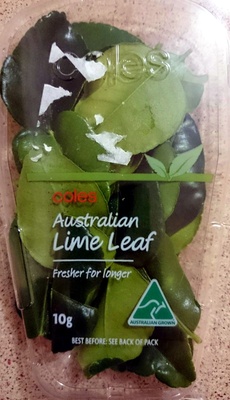 coles
coles
Australian
Lime Leaf
Fresher for longer
10g
AUSTRALIAN GROWN
BEST BEFORE: SEE BACK OF PACK